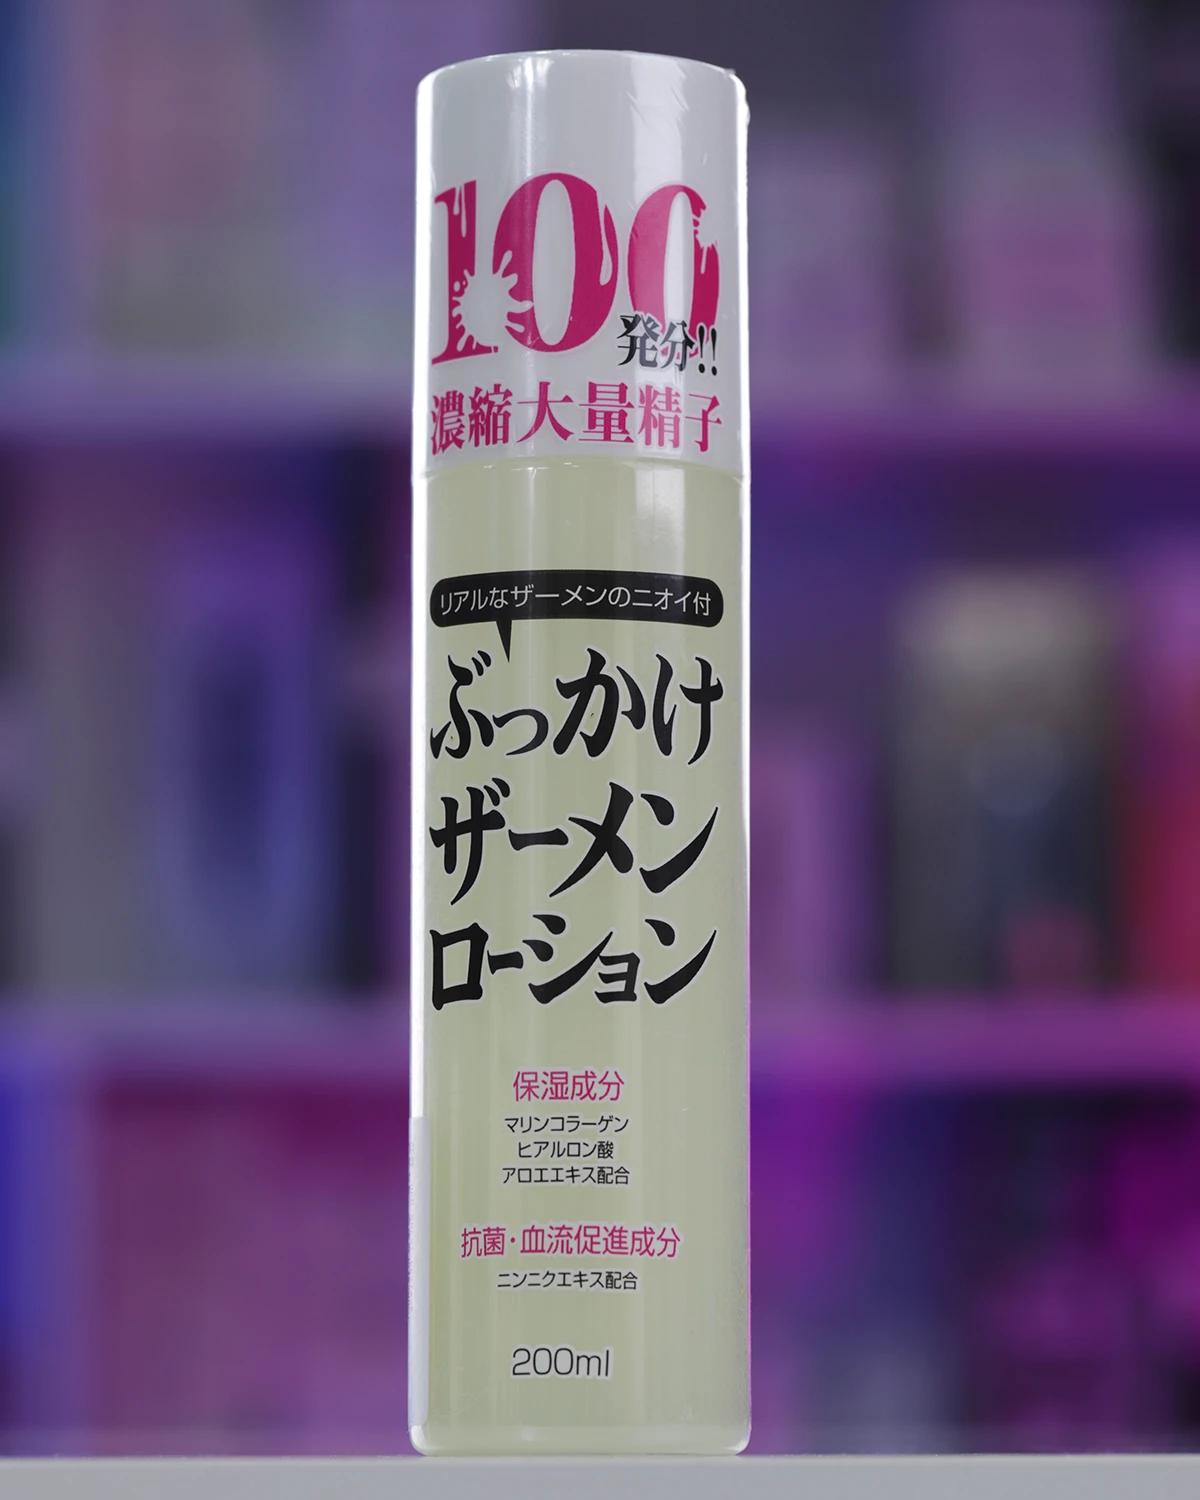 100
発分!!
濃縮大量精子
リアルなザーメンのニオイ付
ぶっかけ
ザーメン
ローション
保湿成分
マリンコラーゲン
ヒアルロン酸
アロエエキス配合
抗菌・血流促進成分
ニンニクエキス配合
200ml